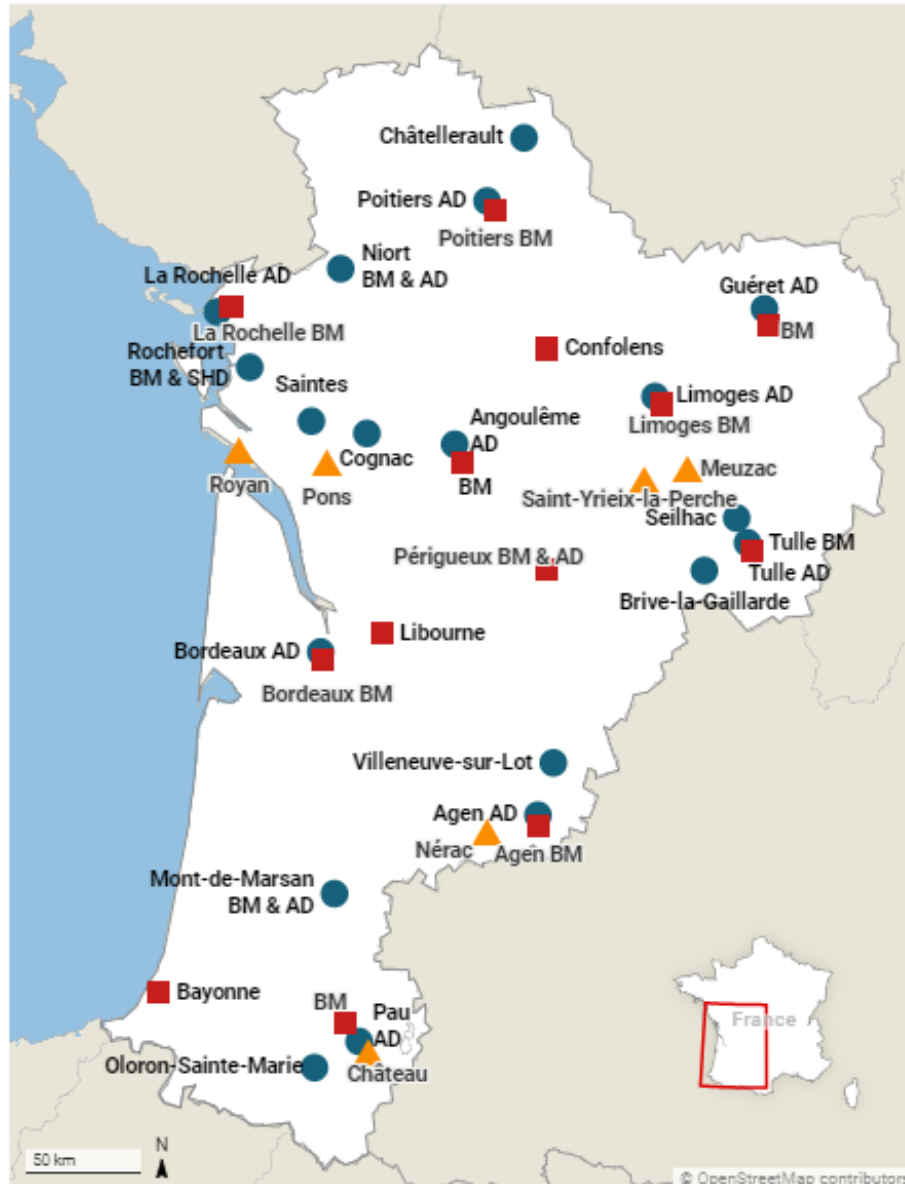 Châtellerault
Poitiers AD
Poitiers BM
Niort
BM & AD
La Rochelle AD
La Rochelle BM
Guéret AD
BM
Rochefort
BM & SHD
Confolens
Saintes
Limoges AD
Limoges BM
Angoulême
AD
BM
Cognac
Royan
Pons
Meuzac
Saint-Yrieix-la-Perche
Seilhac
Tulle BM
Tulle AD
Périgueux BM & AD
Brive-la-Gaillarde
Libourne
Bordeaux AD
Bordeaux BM
Villeneuve-sur-Lot
Agen AD
Nérac
Agen BM
Mont-de-Marsan
BM & AD
Bayonne
BM
Pau
AD
Oloron-Sainte-Marie
Château
France
50 km
N
© OpenStreetMap contributors